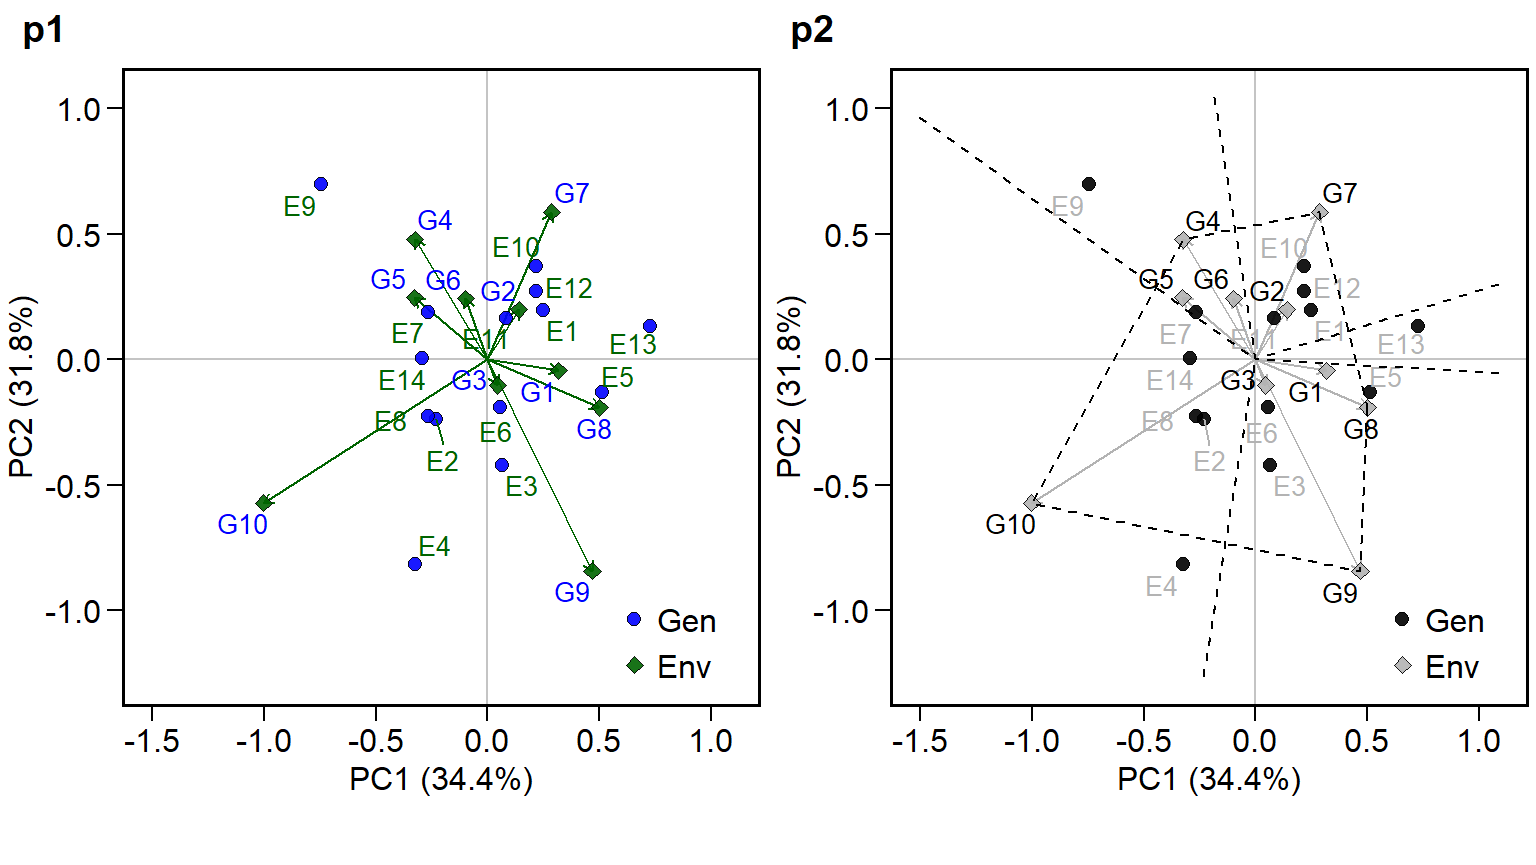 p1
1.0
0.5
0.0
-0.5
-1.0
PC2 (31.8%)
E9
G4
G7
E10
G5
G6
G2
E12
E7
E11
E1
E13
E14
G3
G1
E5
E8
E6
G8
E2
E3
G10
E4
G9
Gen
Env
-1.5
-1.0
-0.5
0.0
0.5
1.0
PC1 (34.4%)
p2
1.0
0.5
0.0
-0.5
-1.0
PC2 (31.8%)
E9
G4
G7
E10
G5
G6
G2
E12
E7
E11
E1
E13
E14
G3
G1
E5
E8
E6
G8
E2
E3
G10
E4
G9
Gen
Env
-1.5
-1.0
-0.5
0.0
0.5
1.0
PC1 (34.4%)